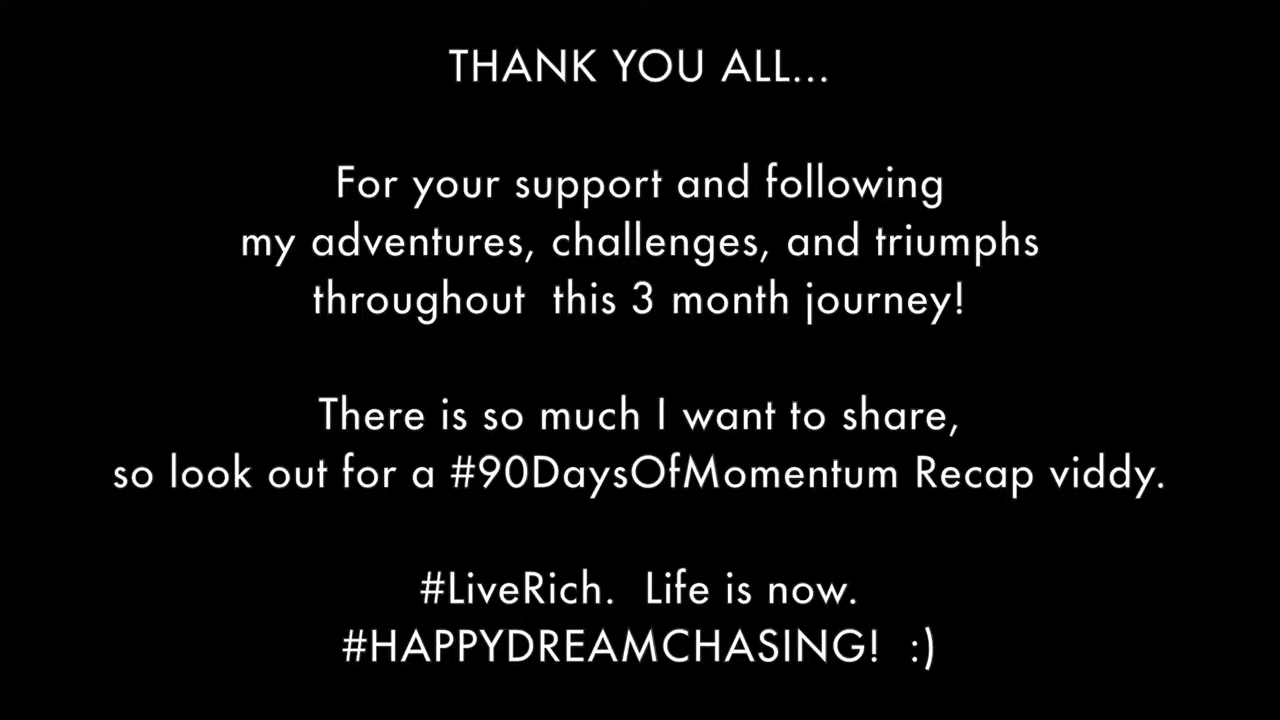 THANK YOU ALL...
For your support and following
my adventures, challenges, and triumphs
throughout  this 3 month journey!
There is so much I want to share,
so look out for a #90DaysOfMomentum Recap viddy.
#LiveRich.  Life is now.
#HAPPYDREAMCHASING!  :)